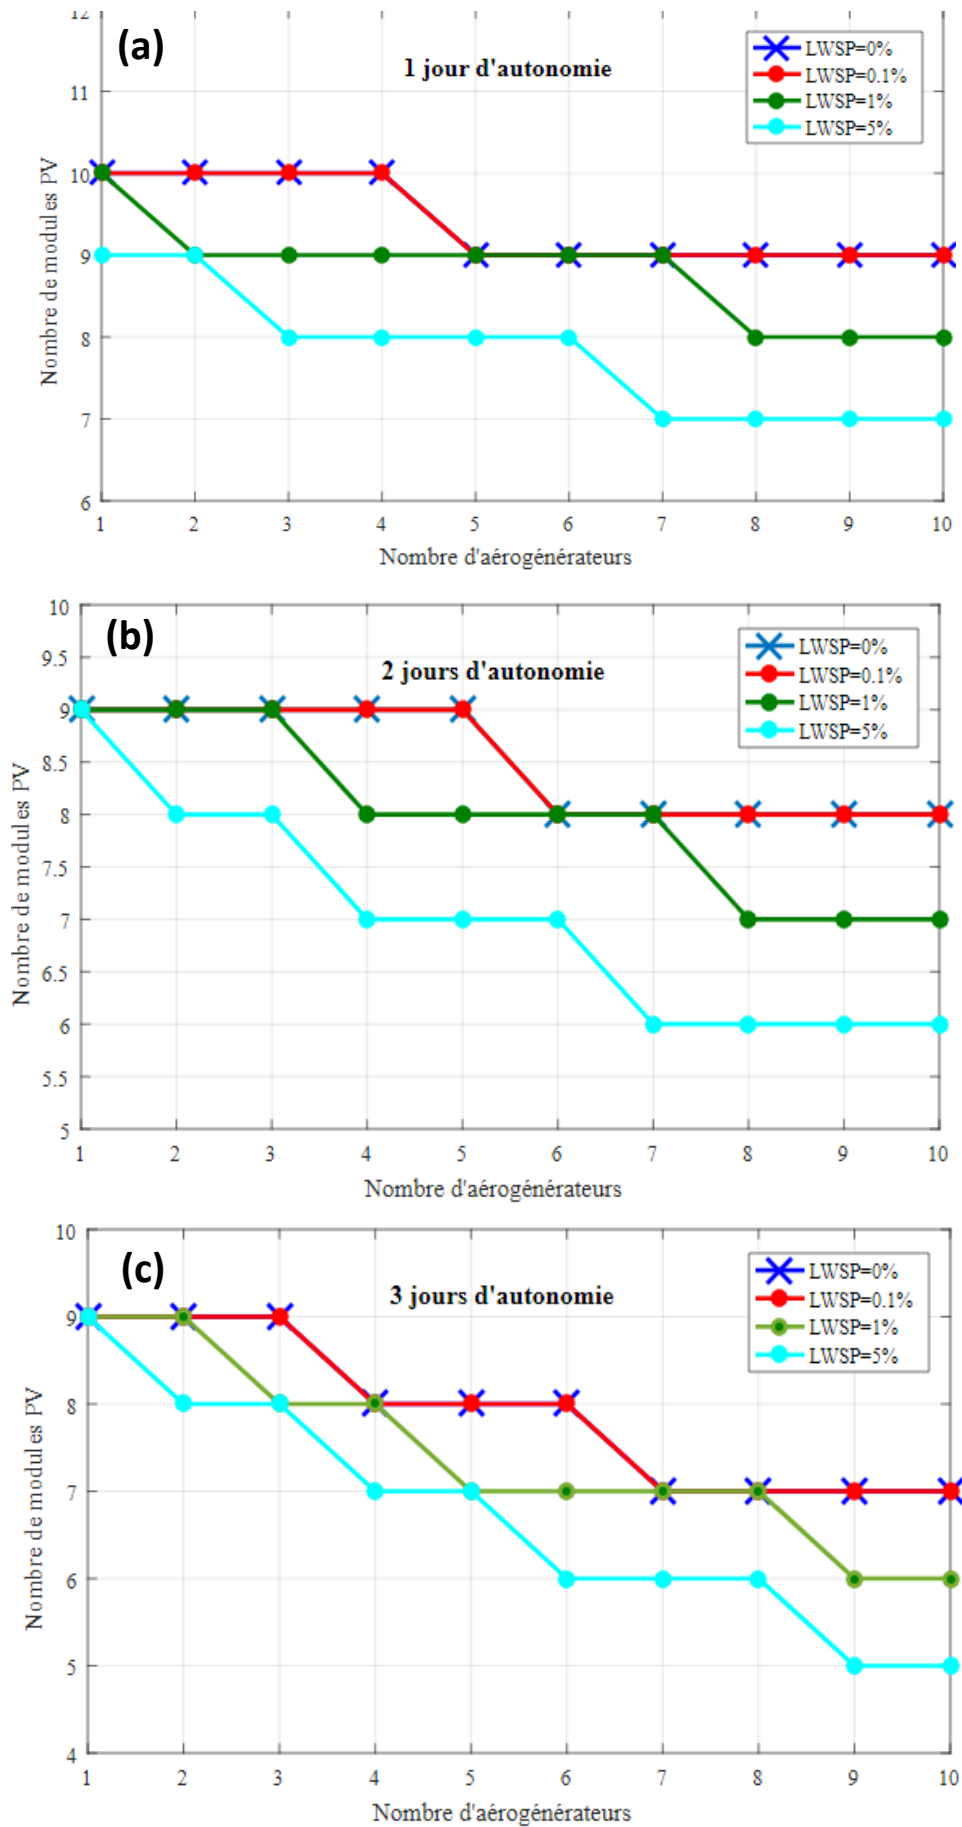 (a)
1 jour d'autonomie
LWSP=0%
LWSP=0.1%
LWSP=1%
LWSP=5%
Nombre de modules PV
12
11
10
9
8
7
6
1 2 3 4 5 6 7 8 9 10
Nombre d'aérogénérateurs
(b)
2 jours d'autonomie
LWSP=0%
LWSP=0.1%
LWSP=1%
LWSP=5%
Nombre de modules PV
10
9.5
9
8.5
8
7.5
7
6.5
6
5.5
5
1 2 3 4 5 6 7 8 9 10
Nombre d'aérogénérateurs
(c)
3 jours d'autonomie
LWSP=0%
LWSP=0.1%
LWSP=1%
LWSP=5%
Nombre de modules PV
10
9
8
7
6
5
4
1 2 3 4 5 6 7 8 9 10
Nombre d'aérogénérateurs